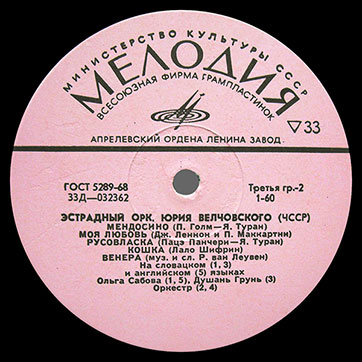 МИНИСТЕРСТВО КУЛЬТУРЫ СССР
МЕЛОДИЯ
ВСЕСОЮЗНАЯ ФИРМА ГРАМПЛАСТИНОК
▽33
АПРЕЛЕВСКИЙ ОРДЕНА ЛЕНИНА ЗАВОД
ГОСТ 5289-68 Третья гр.-2
33Д—032362 1-60
ЭСТРАДНЫЙ ОРК. ЮРИЯ ВЕЛЧОВСКОГО (ЧССР)
МЕНДОСИНО (П. Голм—Я. Туран)
МОЯ ЛЮБОВЬ (Дж. Леннон и П. Маккартни)
РУСОВЛАСКА (Пацэ Панчери—Я. Туран)
КОШКА (Лало Шифрин)
ВЕНЕРА (муз. и сл. Р. ван Леувен)
На словацком (1, 3)
и английском (5) языках
Ольга Сабова (1, 5), Душань Грунь (3)
Оркестр (2, 4)